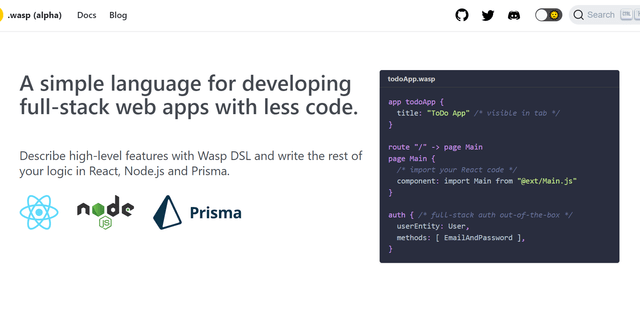 .wasp (alpha) Docs Blog Search
A simple language for developing
full-stack web apps with less code.
Describe high-level features with Wasp DSL and write the rest of
your logic in React, Node.js and Prisma.
node
JS
Prisma
todoApp.wasp
app todoApp {
title: "ToDo App" /* visible in tab */
}
route "/" -> page Main
page Main {
/* import your React code */
component: import Main from "@ext/Main.js"
}
auth { /* full-stack auth out-of-the-box */
userEntity: User,
methods: [ EmailAndPassword ],
}